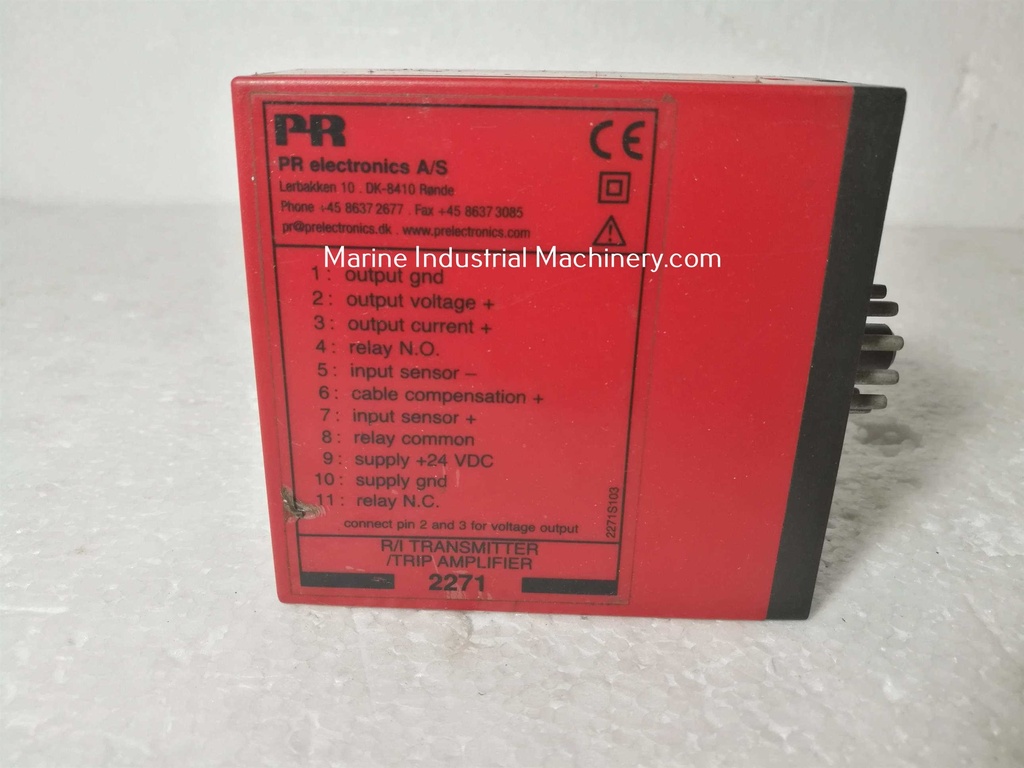 PR
CE
PR electronics A/S
Lerbakken 10 . DK-8410 Rønde
Phone +45 8637 2677 . Fax +45 8637 3085
pr@prelectronics.dk . www.prelectronics.com
Marine Industrial Machinery.com
1 : output gnd
2 : output voltage +
3 : output current +
4 : relay N.O.
5 : input sensor –
6 : cable compensation +
7 : input sensor +
8 : relay common
9 : supply +24 VDC
10 : supply gnd
11 : relay N.C.
connect pin 2 and 3 for voltage output
2271S103
R/I TRANSMITTER
/TRIP AMPLIFIER
2271